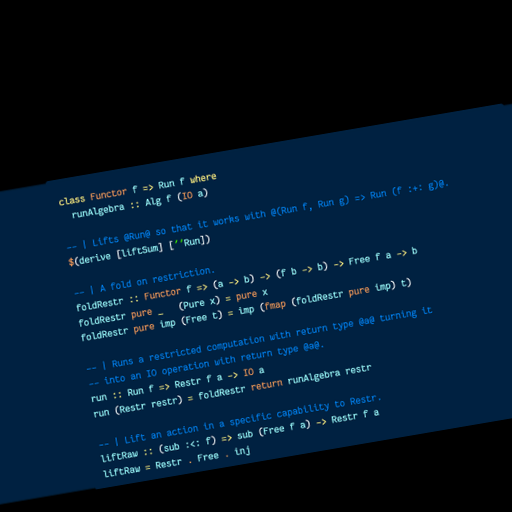 class Functor f => Run f where
  runAlgebra :: Alg f (IO a)
-- | Lifts @Run@ so that it works with @(Run f, Run g) => Run (f :+: g)@.
$(derive [liftSum] [''Run])
-- | A fold on restriction.
foldRestr :: Functor f => (a -> b) -> (f b -> b) -> Free f a -> b
foldRestr pure _   (Pure x) = pure x
foldRestr pure imp (Free t) = imp (fmap (foldRestr pure imp) t)
-- | Runs a restricted computation with return type @a@ turning it
-- into an IO operation with return type @a@.
run :: Run f => Restr f a -> IO a
run (Restr restr) = foldRestr return runAlgebra restr
-- | Lift an action in a specific capability to Restr.
liftRaw :: (sub :<: f) => sub (Free f a) -> Restr f a
liftRaw = Restr . Free . inj